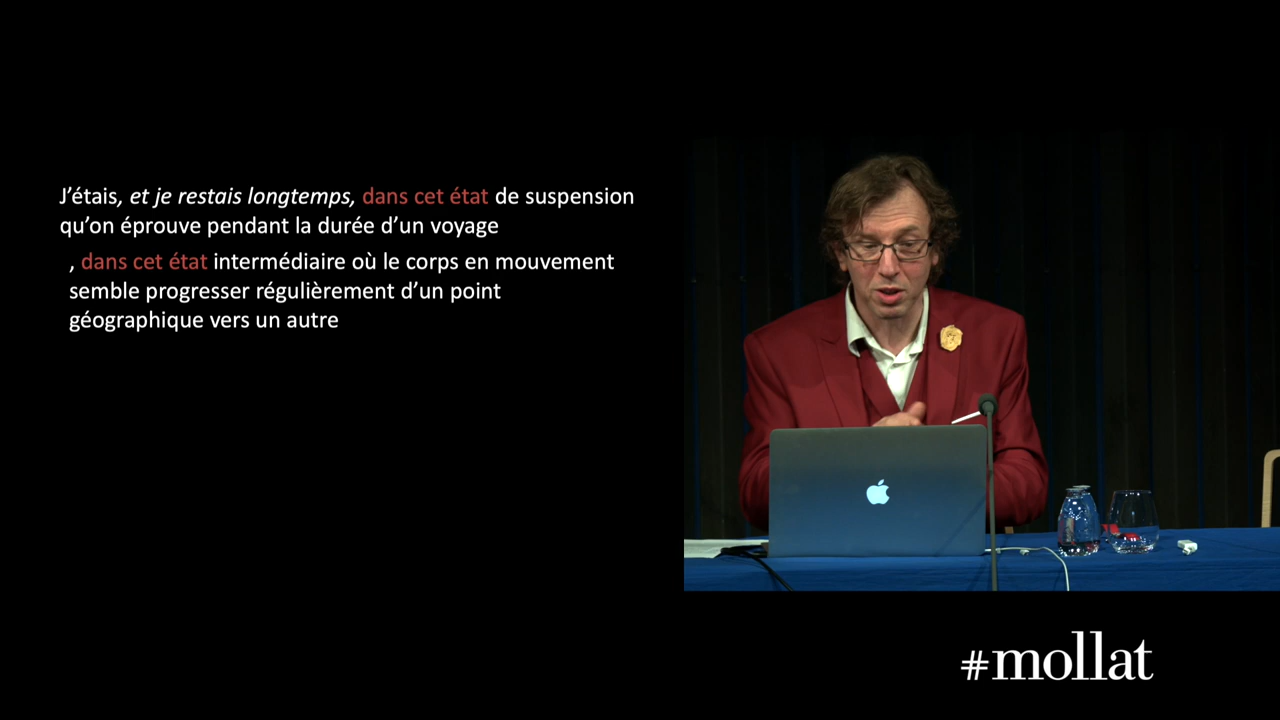 J’étais, et je restais longtemps, dans cet état de suspension
qu’on éprouve pendant la durée d’un voyage
, dans cet état intermédiaire où le corps en mouvement
semble progresser régulièrement d’un point
géographique vers un autre
#mollat